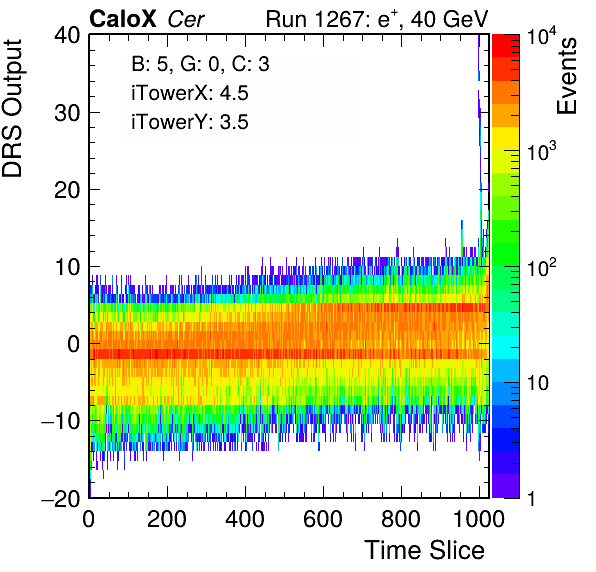 CaloX Cer Run 1267: e+, 40 GeV
B: 5, G: 0, C: 3
iTowerX: 4.5
iTowerY: 3.5
DRS Output
40
30
20
10
0
−10
−20
0 200 400 600 800 1000
Time Slice
Events
10^4
10^3
10^2
10
1